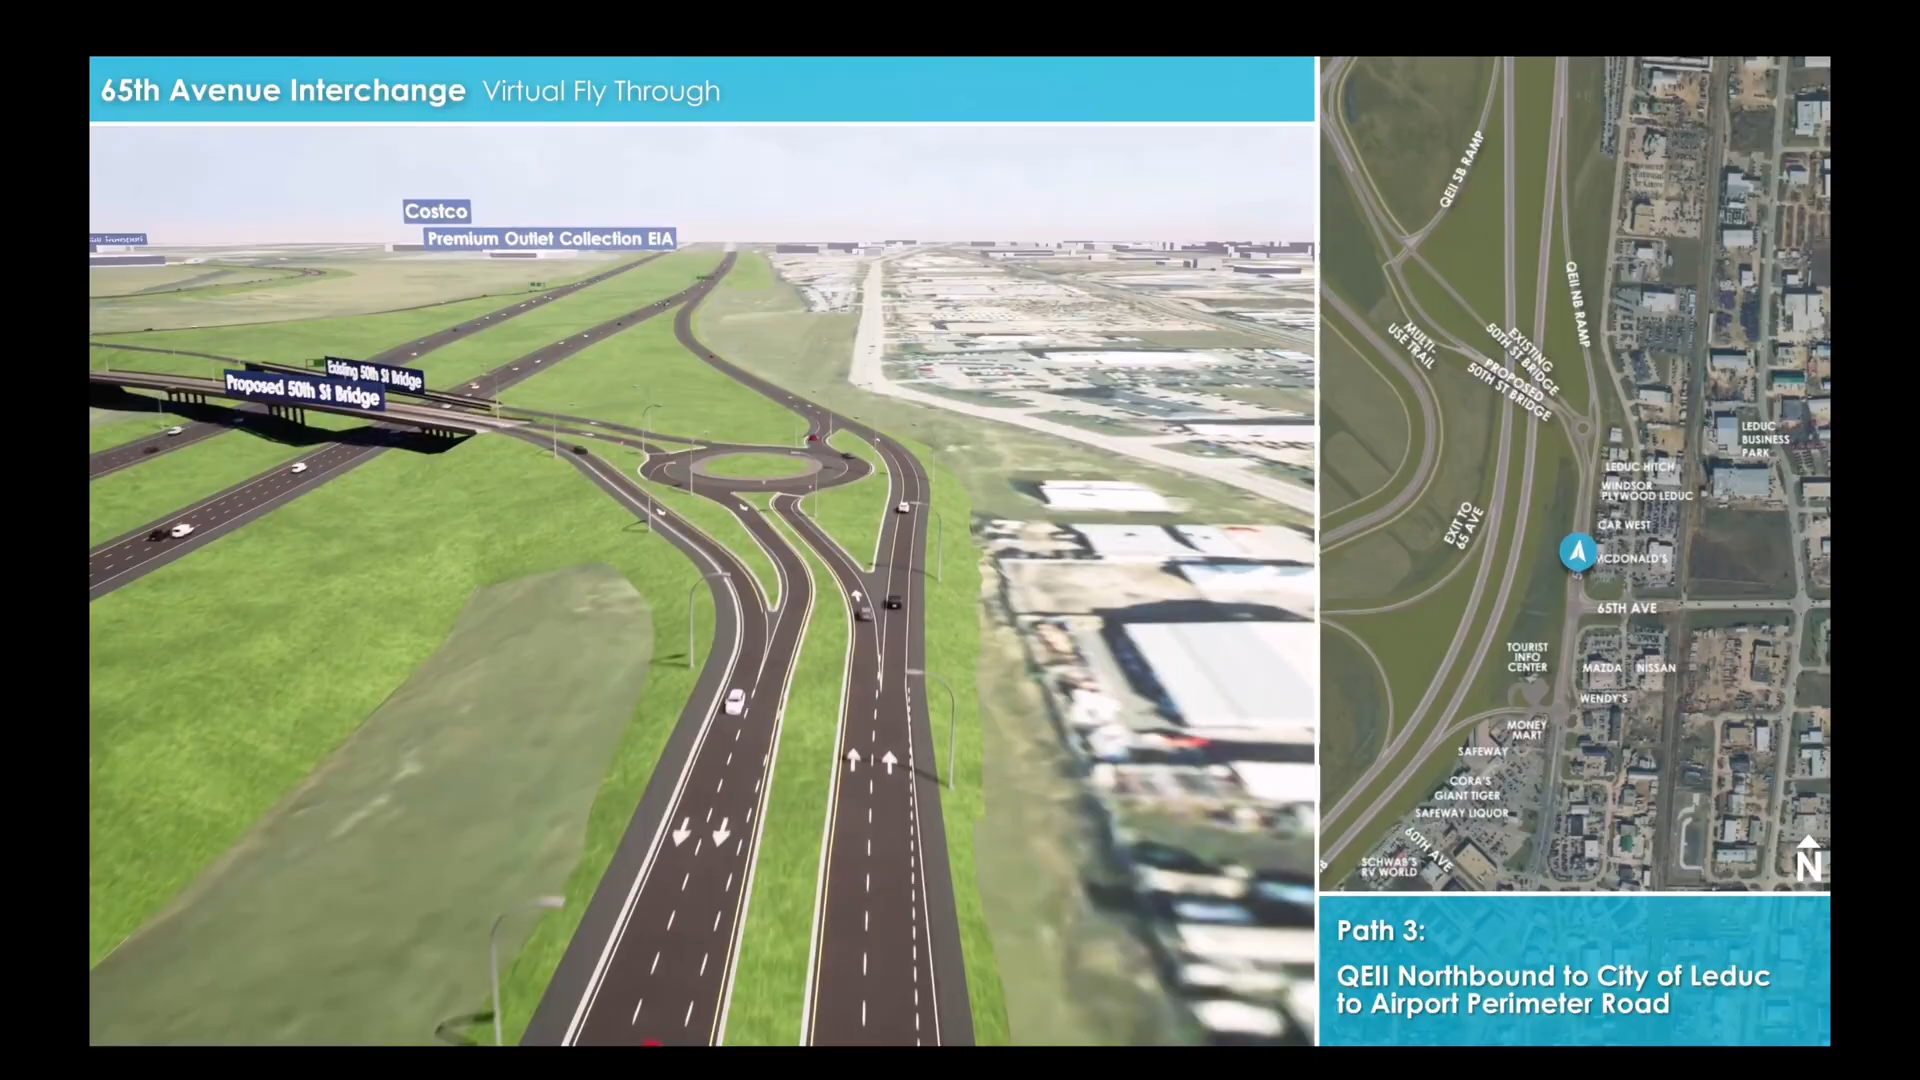 65th Avenue Interchange Virtual Fly Through
Costco
Premium Outlet Collection EIA
Existing 50th St Bridge
Proposed 50th St Bridge
QEII SB RAMP
QEII NB RAMP
MULTI-
USE TRAIL
EXISTING
50TH ST BRIDGE
PROPOSED
50TH ST BRIDGE
LEDUC
BUSINESS
PARK
LEDUC HITCH
WINDSOR
PLYWOOD LEDUC
EXIT TO
65 AVE
CAR WEST
MCDONALD'S
65TH AVE
TOURIST
INFO
CENTER
MAZDA
NISSAN
WENDY'S
MONEY
MART
SAFEWAY
CORA'S
GIANT TIGER
SAFEWAY LIQUOR
60TH AVE
SCHWAB'S
RV WORLD
N
Path 3:
QEII Northbound to City of Leduc
to Airport Perimeter Road